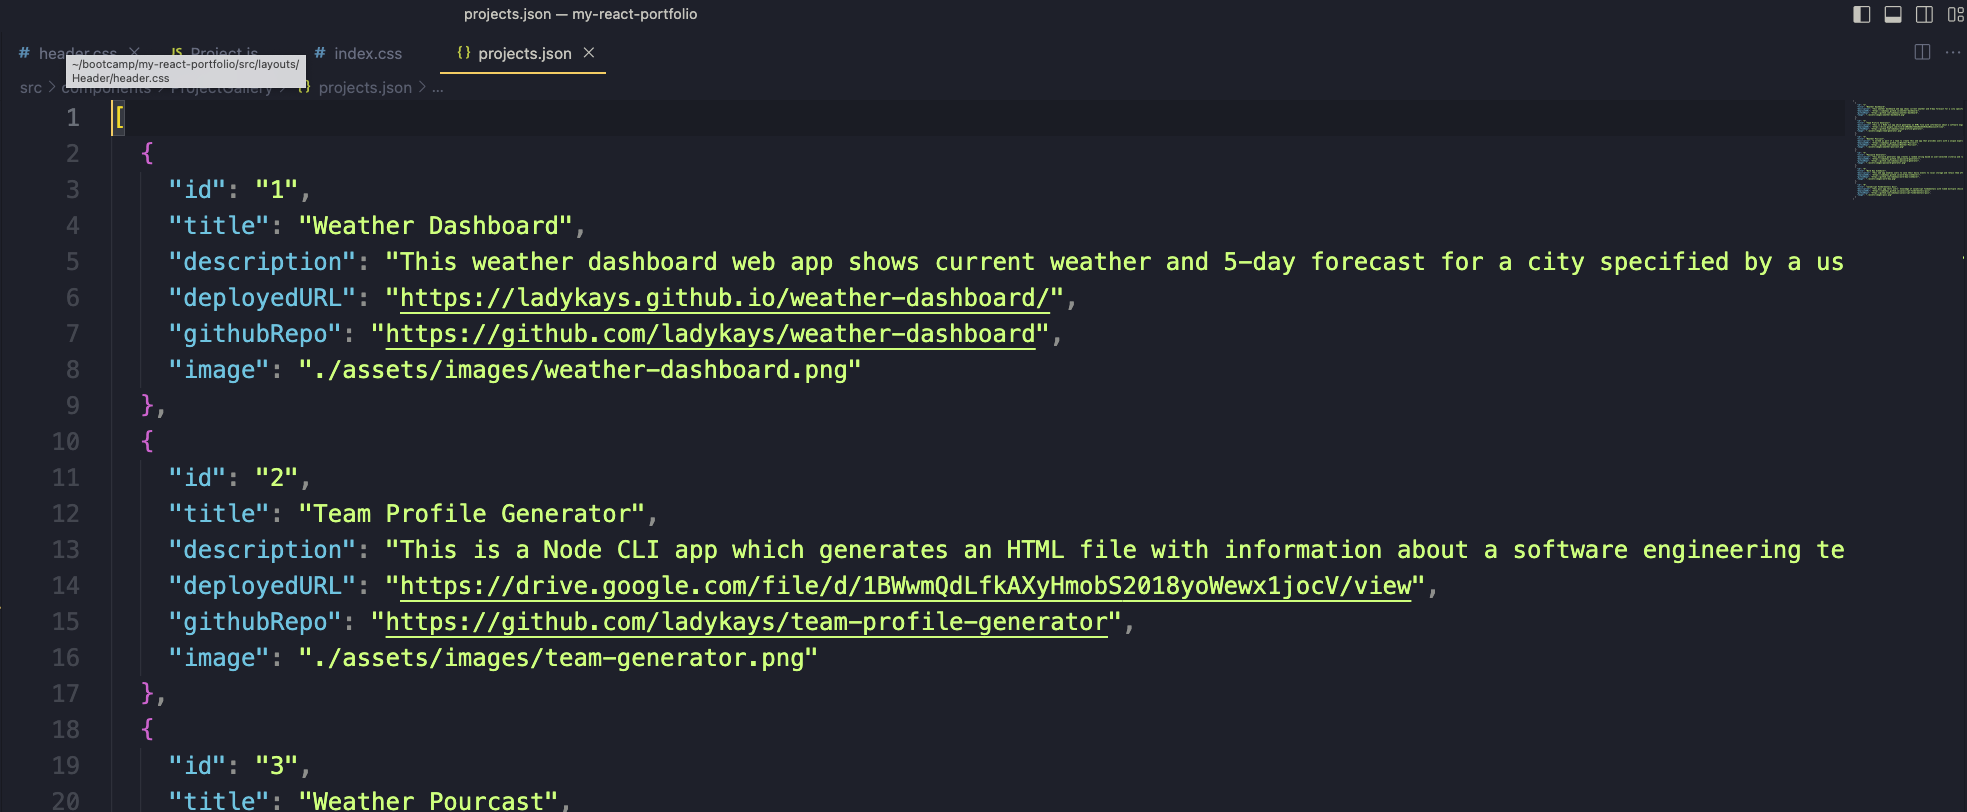 projects.json — my-react-portfolio
# header.css × JS Project.js # index.css {} projects.json ×
~/bootcamp/my-react-portfolio/src/layouts/
Header/header.css
src > components > ProjectGallery > {} projects.json > ...
1 [
2 {
3 "id": "1",
4 "title": "Weather Dashboard",
5 "description": "This weather dashboard web app shows current weather and 5-day forecast for a city specified by a us
6 "deployedURL": "https://ladykays.github.io/weather-dashboard/",
7 "githubRepo": "https://github.com/ladykays/weather-dashboard",
8 "image": "./assets/images/weather-dashboard.png"
9 },
10 {
11 "id": "2",
12 "title": "Team Profile Generator",
13 "description": "This is a Node CLI app which generates an HTML file with information about a software engineering te
14 "deployedURL": "https://drive.google.com/file/d/1BWwmQdLfkAXyHmobS2018yoWewx1jocV/view",
15 "githubRepo": "https://github.com/ladykays/team-profile-generator",
16 "image": "./assets/images/team-generator.png"
17 },
18 {
19 "id": "3",
20 "title": "Weather Pourcast",